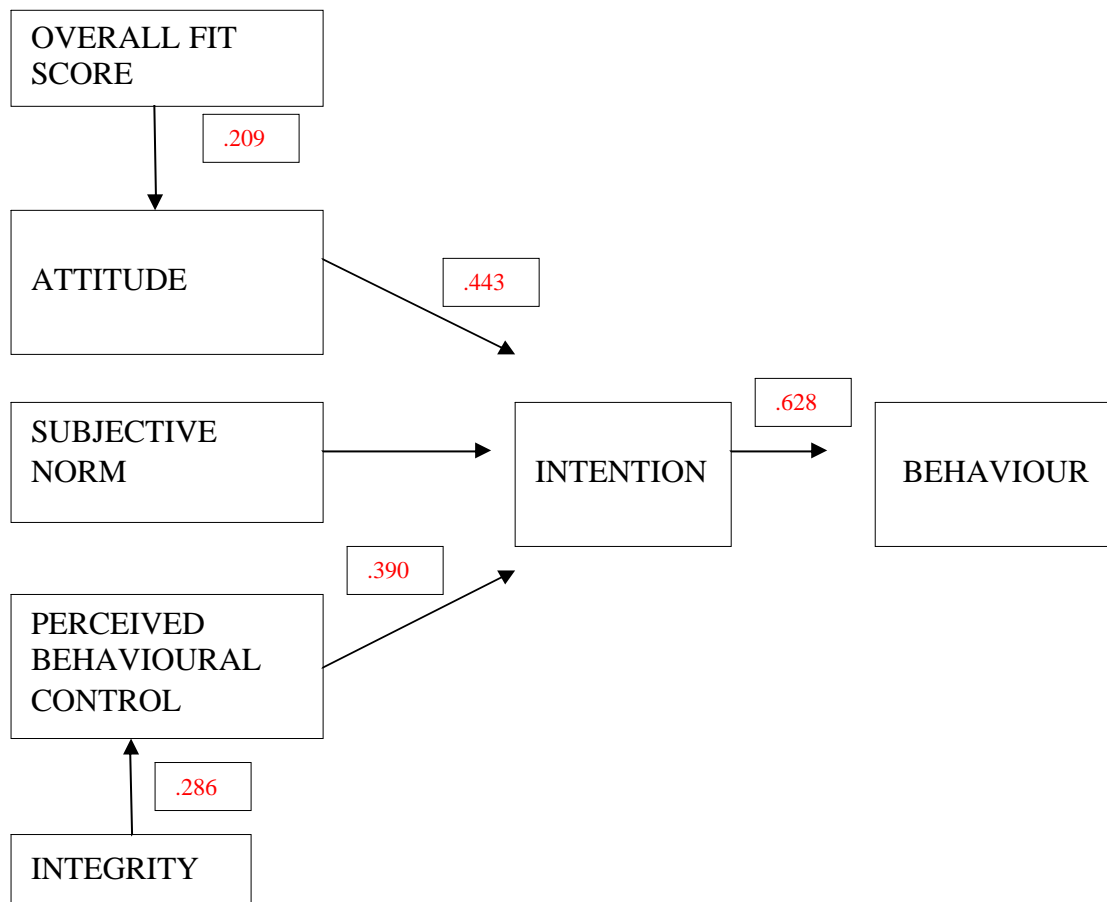 OVERALL FIT
SCORE
.209
ATTITUDE
.443
SUBJECTIVE
NORM
INTENTION
.628
BEHAVIOUR
.390
PERCEIVED
BEHAVIOURAL
CONTROL
.286
INTEGRITY